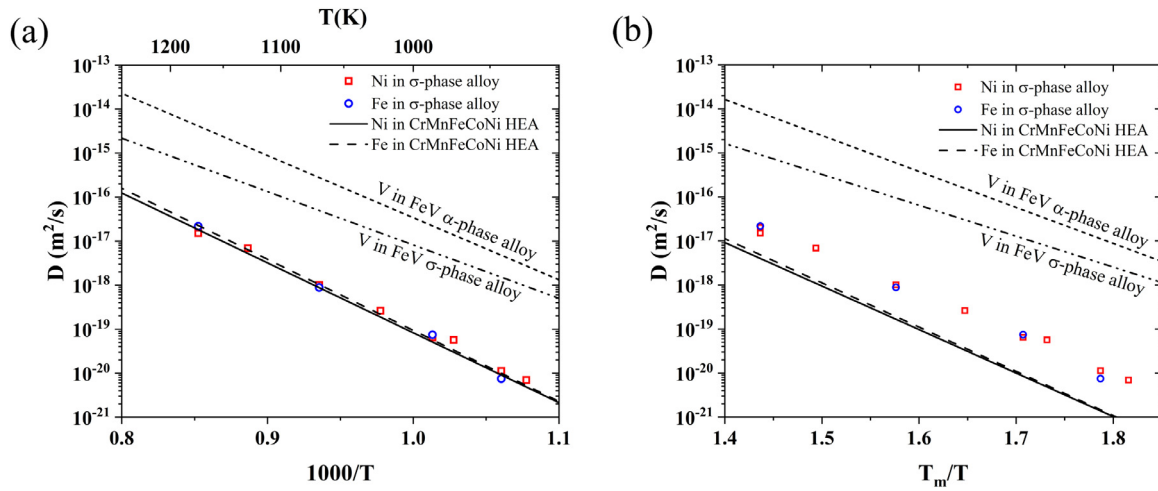 (a)
T(K)
1200 1100 1000
10⁻¹³
10⁻¹⁴
10⁻¹⁵
10⁻¹⁶
10⁻¹⁷
10⁻¹⁸
10⁻¹⁹
10⁻²⁰
10⁻²¹
D (m²/s)
Ni in σ-phase alloy
Fe in σ-phase alloy
Ni in CrMnFeCoNi HEA
Fe in CrMnFeCoNi HEA
V in FeV α-phase alloy
V in FeV σ-phase alloy
0.8 0.9 1.0 1.1
1000/T
(b)
10⁻¹³
10⁻¹⁴
10⁻¹⁵
10⁻¹⁶
10⁻¹⁷
10⁻¹⁸
10⁻¹⁹
10⁻²⁰
10⁻²¹
D (m²/s)
Ni in σ-phase alloy
Fe in σ-phase alloy
Ni in CrMnFeCoNi HEA
Fe in CrMnFeCoNi HEA
V in FeV α-phase alloy
V in FeV σ-phase alloy
1.4 1.5 1.6 1.7 1.8
Tₘ/T